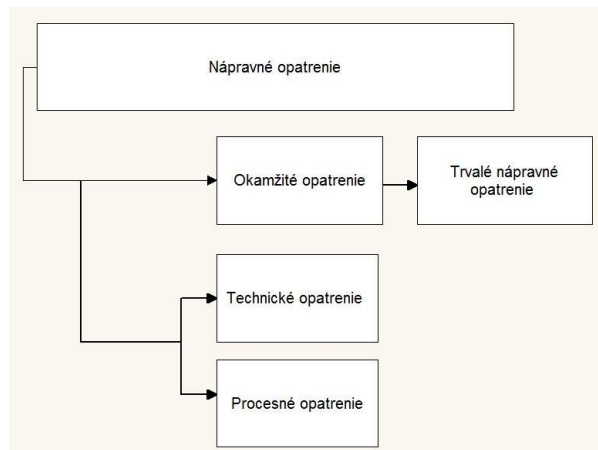 Nápravné opatrenie
Okamžité opatrenie
Trvalé nápravné
opatrenie
Technické opatrenie
Procesné opatrenie